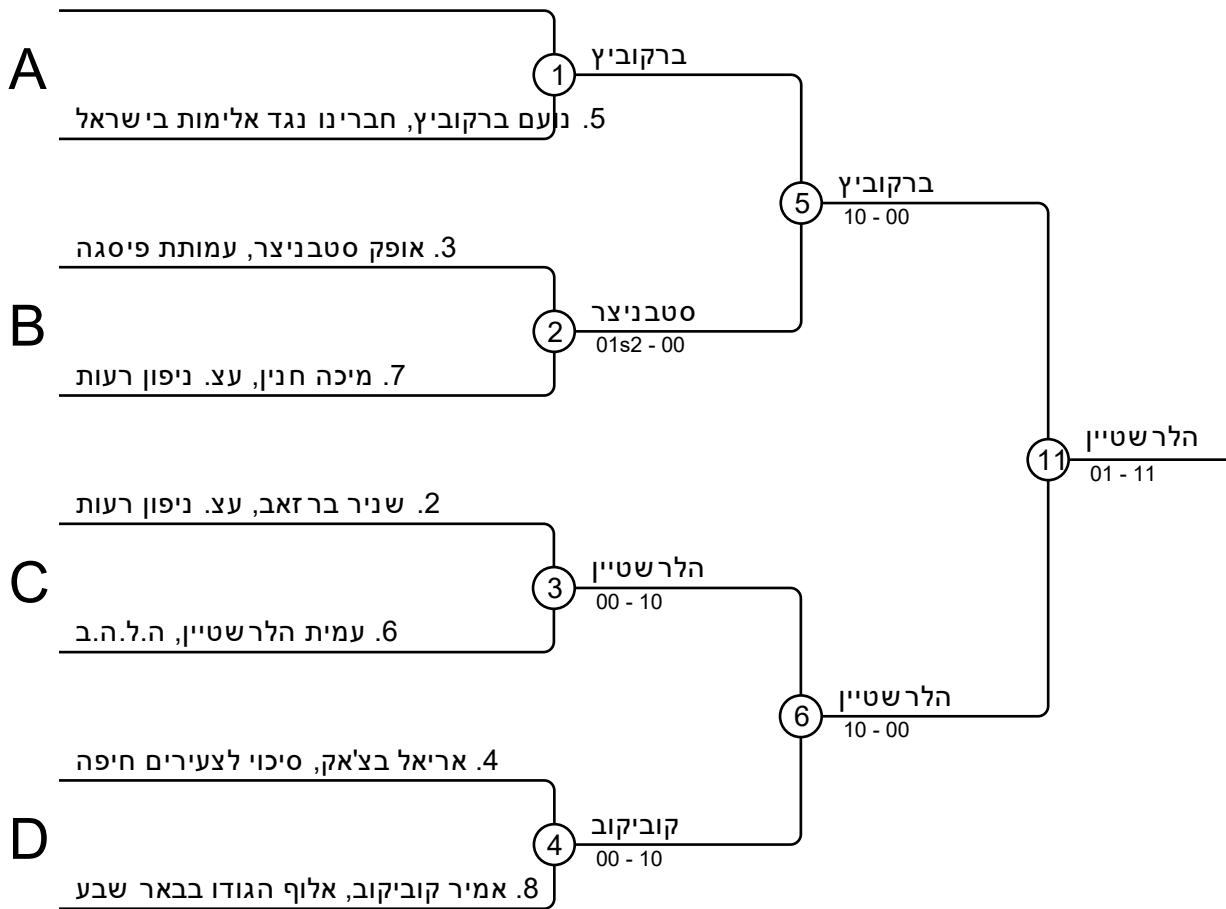 A
1
ברקוביץ
5. נועם ברקוביץ, חברינו נגד אלימות בישראל
5
ברקוביץ
10 - 00
3. אופק סטבניצר, עמותת פיסגה
B
2
סטבניצר
01s2 - 00
7. מיכה חנין, עצ. ניפון רעות
11
הלרשטיין
01 - 11
2. שניר ברזאב, עצ. ניפון רעות
C
3
הלרשטיין
00 - 10
6. עמית הלרשטיין, ה.ל.ה.ב
6
הלרשטיין
10 - 00
4. אריאל בצ'אק, סיכוי לצעירים חיפה
D
4
קוביקוב
00 - 10
8. אמיר קוביקוב, אלוף הגודו בבאר שבע